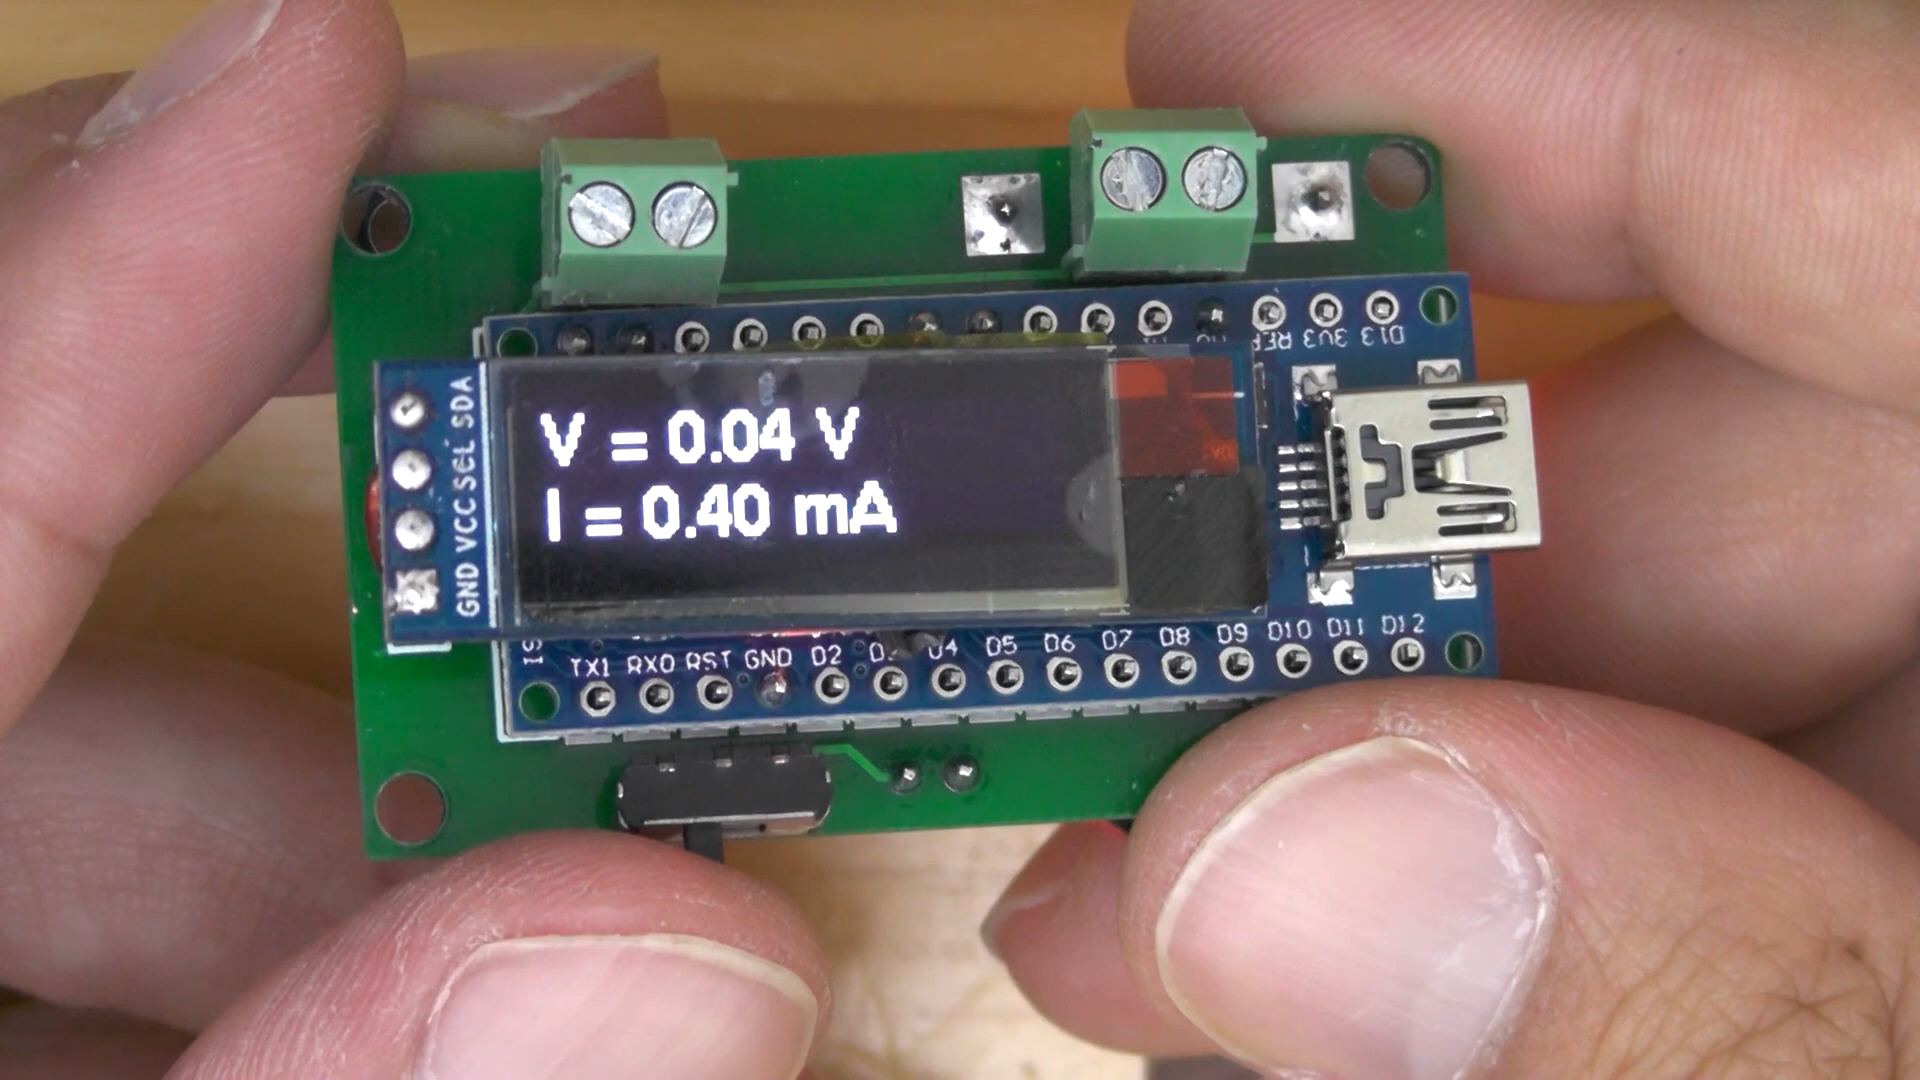 V = 0.04 V
I = 0.40 mA
GND VCC SCL SDA
REF 3V3 D13
TX1 RX0 RST GND D2 D4 D5 D6 D7 D8 D9 D10 D11 D12